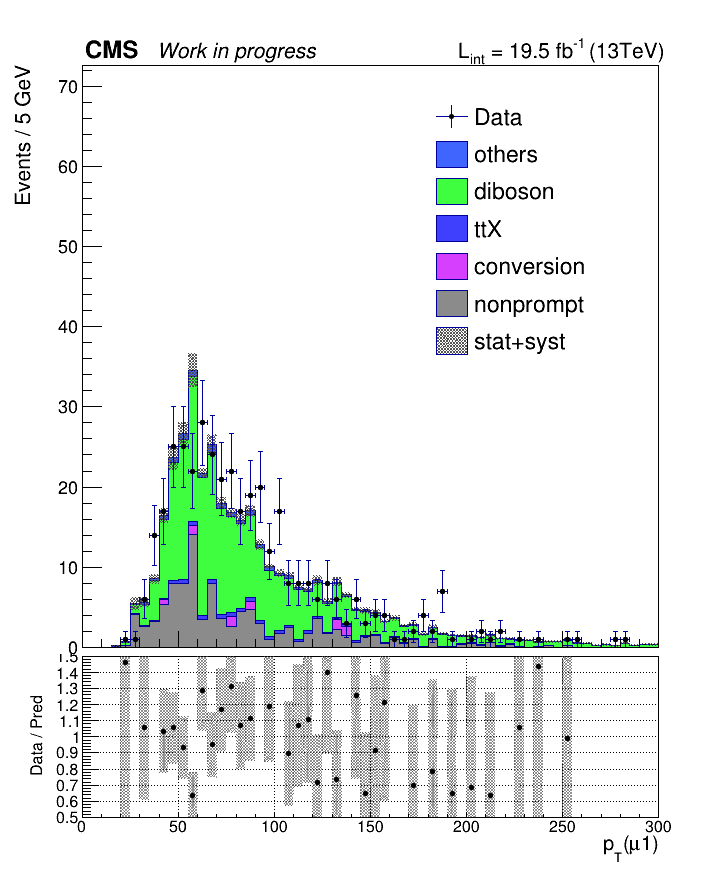 CMS Work in progress L_int = 19.5 fb^-1 (13TeV)
Events / 5 GeV
70
60
50
40
30
20
10
0
Data
others
diboson
ttX
conversion
nonprompt
stat+syst
Data / Pred
1.5
1.4
1.3
1.2
1.1
1
0.9
0.8
0.7
0.6
0.5
0 50 100 150 200 250 300
p_T(μ1)